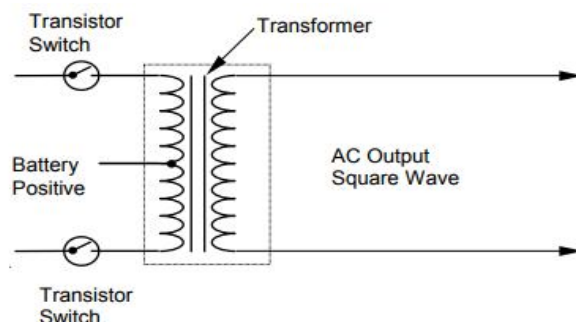 Transistor
Switch
Transformer
Battery
Positive
AC Output
Square Wave
Transistor
Switch